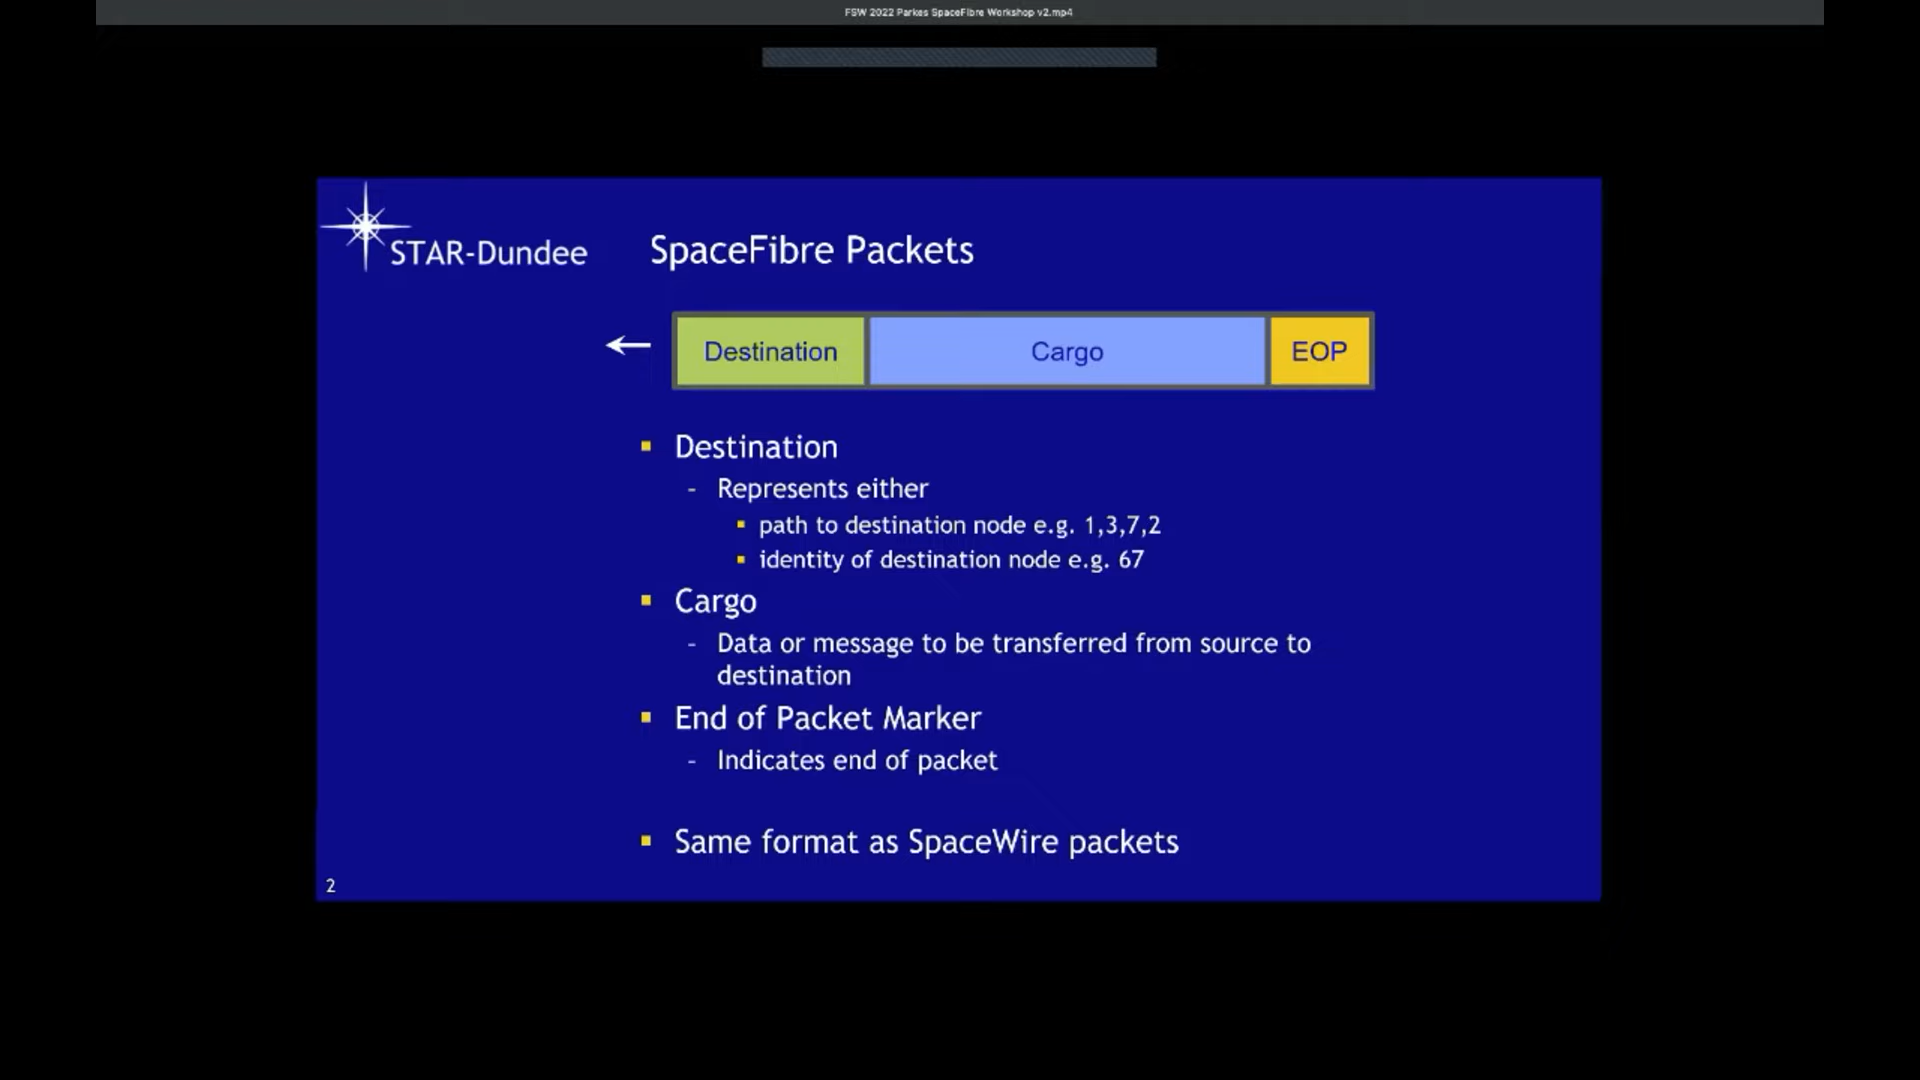 FSW 2022 Parkes SpaceFibre Workshop v2.mp4
STAR-Dundee
SpaceFibre Packets
Destination Cargo EOP
▪ Destination
- Represents either
▪ path to destination node e.g. 1,3,7,2
▪ identity of destination node e.g. 67
▪ Cargo
- Data or message to be transferred from source to
destination
▪ End of Packet Marker
- Indicates end of packet
▪ Same format as SpaceWire packets
2